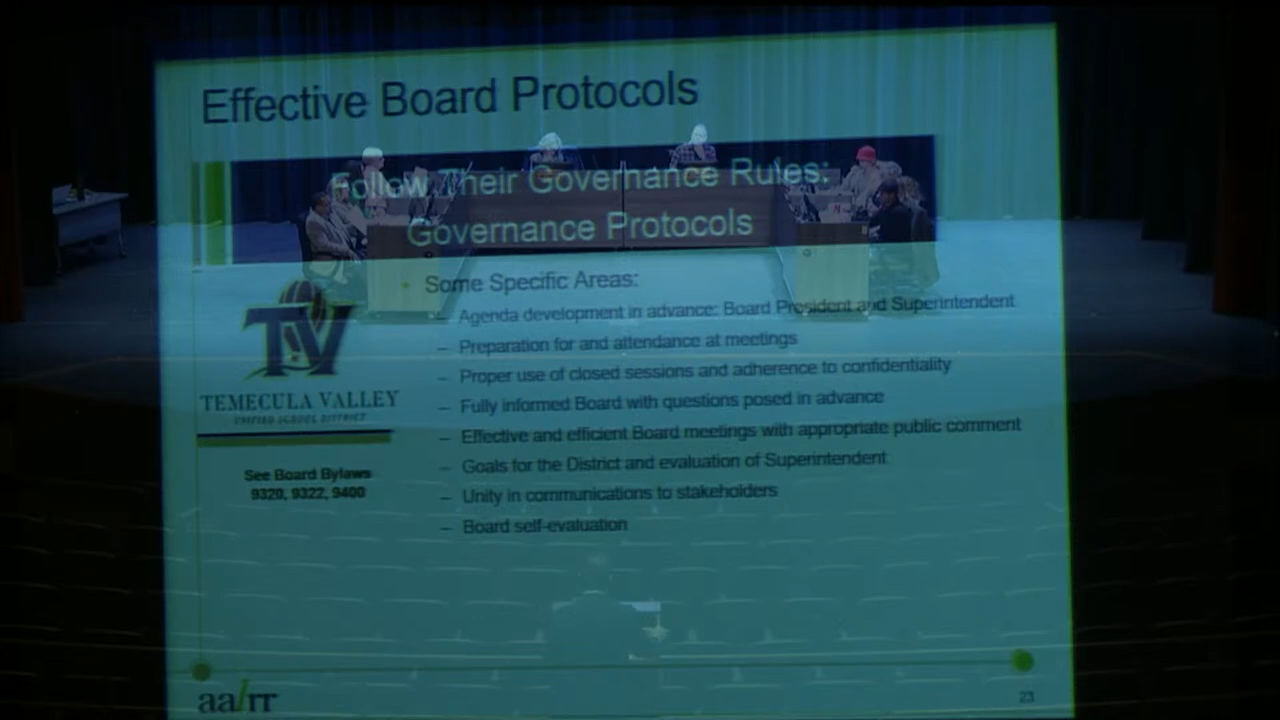 Effective Board Protocols
Follow Their Governance Rules:
Governance Protocols
Some Specific Areas:
Agenda development in advance: Board President and Superintendent
– Preparation for and attendance at meetings
– Proper use of closed sessions and adherence to confidentiality
– Fully informed Board with questions posed in advance
– Effective and efficient Board meetings with appropriate public comment
– Goals for the District and evaluation of Superintendent
– Unity in communications to stakeholders
– Board self-evaluation
TV
TEMECULA VALLEY
UNIFIED SCHOOL DISTRICT
See Board Bylaws
9320, 9322, 9400
aalrr
23